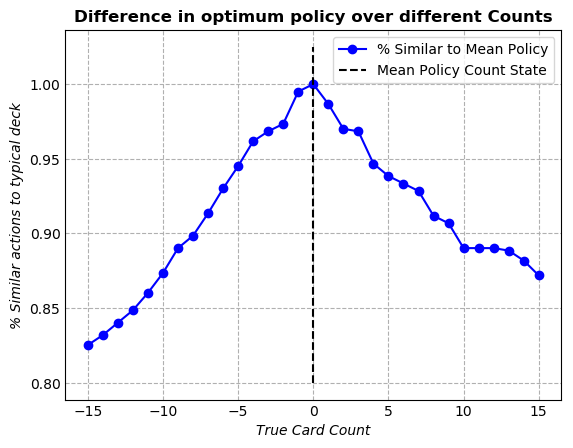 Difference in optimum policy over different Counts
% Similar to Mean Policy
Mean Policy Count State
% Similar actions to typical deck
1.00
0.95
0.90
0.85
0.80
−15
−10
−5
0
5
10
15
True Card Count